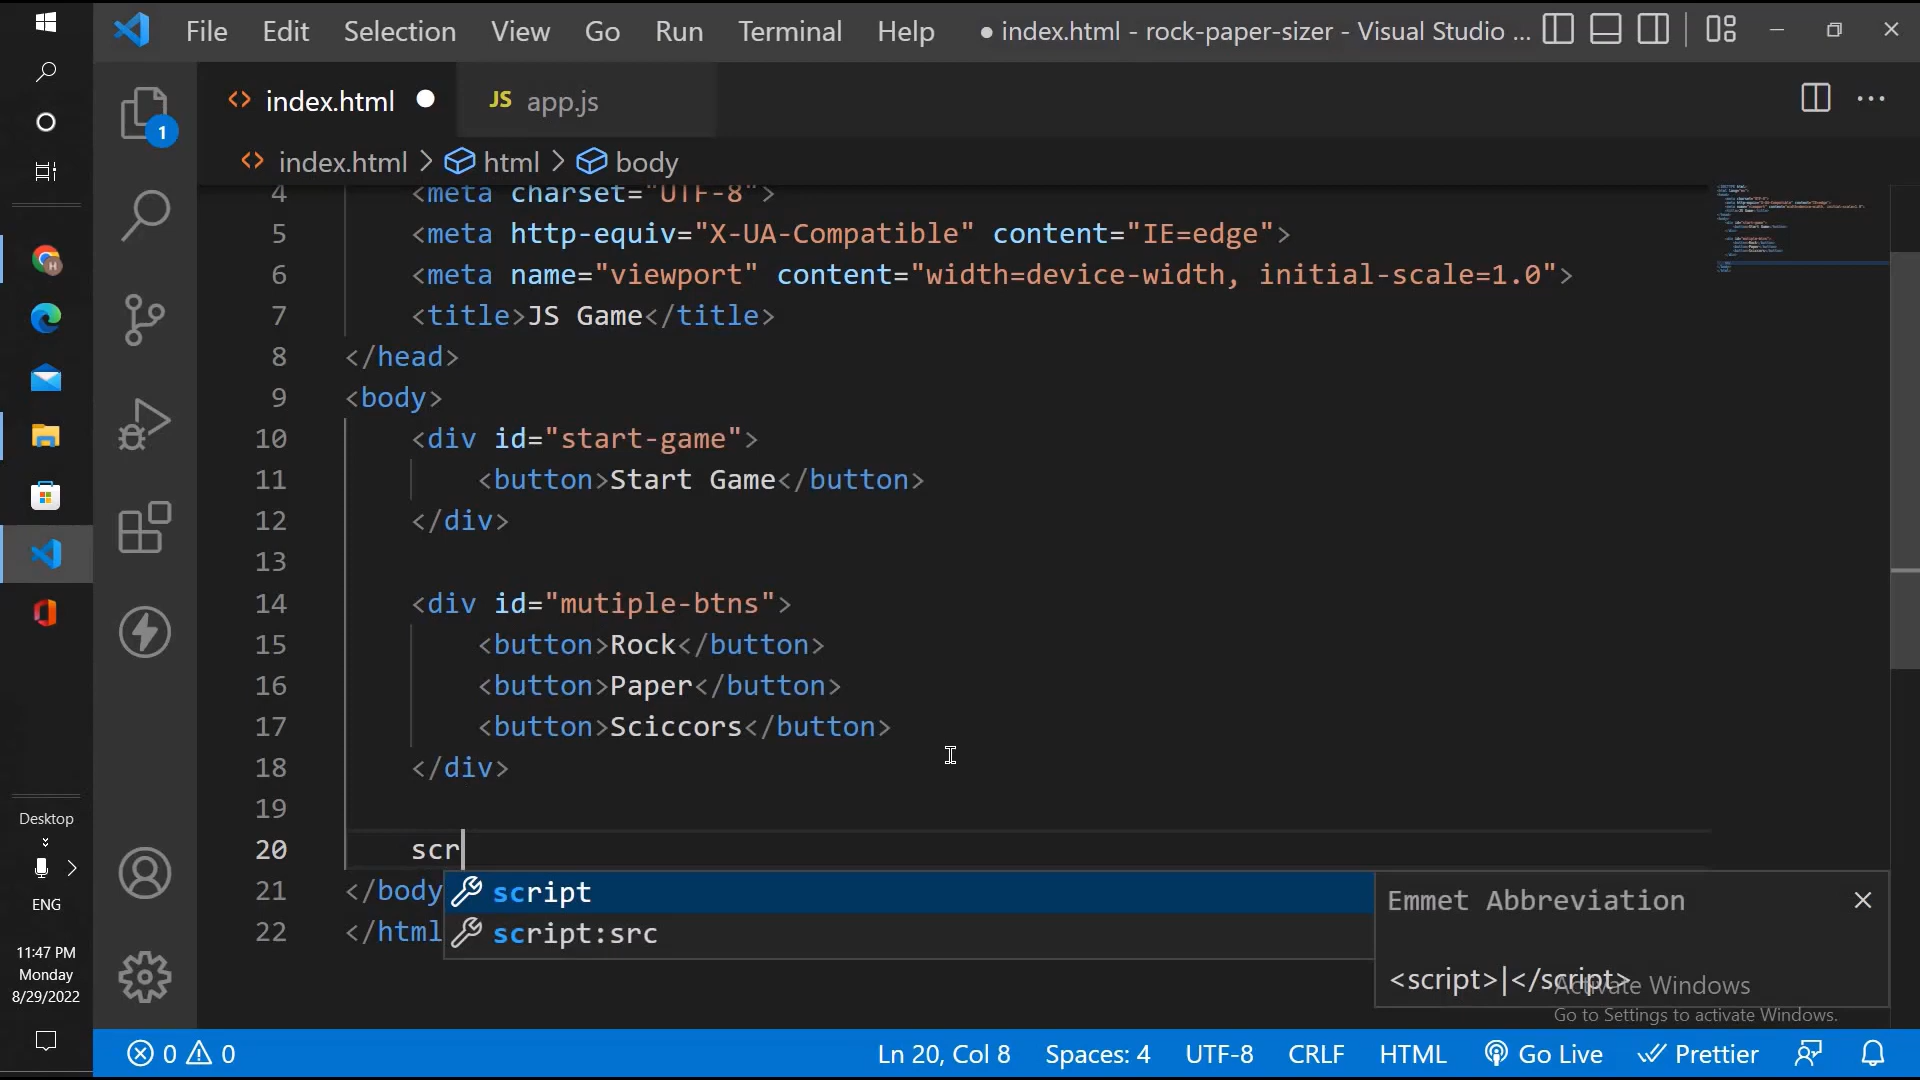 File Edit Selection View Go Run Terminal Help ● index.html - rock-paper-sizer - Visual Studio ...
index.html ● JS app.js
1
index.html > html > body
4 <meta charset="UTF-8">
5 <meta http-equiv="X-UA-Compatible" content="IE=edge">
6 <meta name="viewport" content="width=device-width, initial-scale=1.0">
7 <title>JS Game</title>
8 </head>
9 <body>
10 <div id="start-game">
11 <button>Start Game</button>
12 </div>
13
14 <div id="mutiple-btns">
15 <button>Rock</button>
16 <button>Paper</button>
17 <button>Sciccors</button>
18 </div>
19
20 scr
21 </body
22 </html
script
script:src
Emmet Abbreviation
<script>|</script>
Activate Windows
Go to Settings to activate Windows.
Desktop
ENG
11:47 PM
Monday
8/29/2022
0 0 Ln 20, Col 8 Spaces: 4 UTF-8 CRLF HTML Go Live Prettier